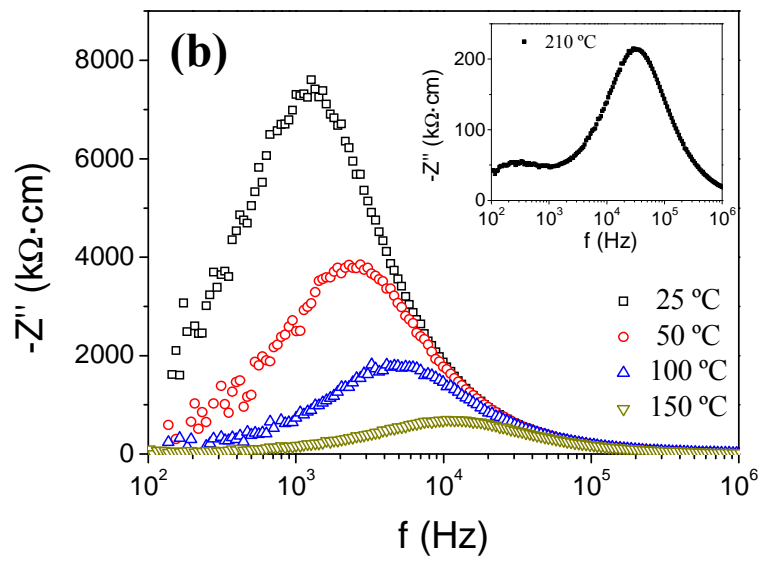 (b)
-Z'' (kΩ·cm)
8000
6000
4000
2000
0
10² 10³ 10⁴ 10⁵ 10⁶
f (Hz)
210 ºC
-Z'' (kΩ·cm)
200
100
50
0
10² 10³ 10⁴ 10⁵ 10⁶
f (Hz)
25 ºC
50 ºC
100 ºC
150 ºC